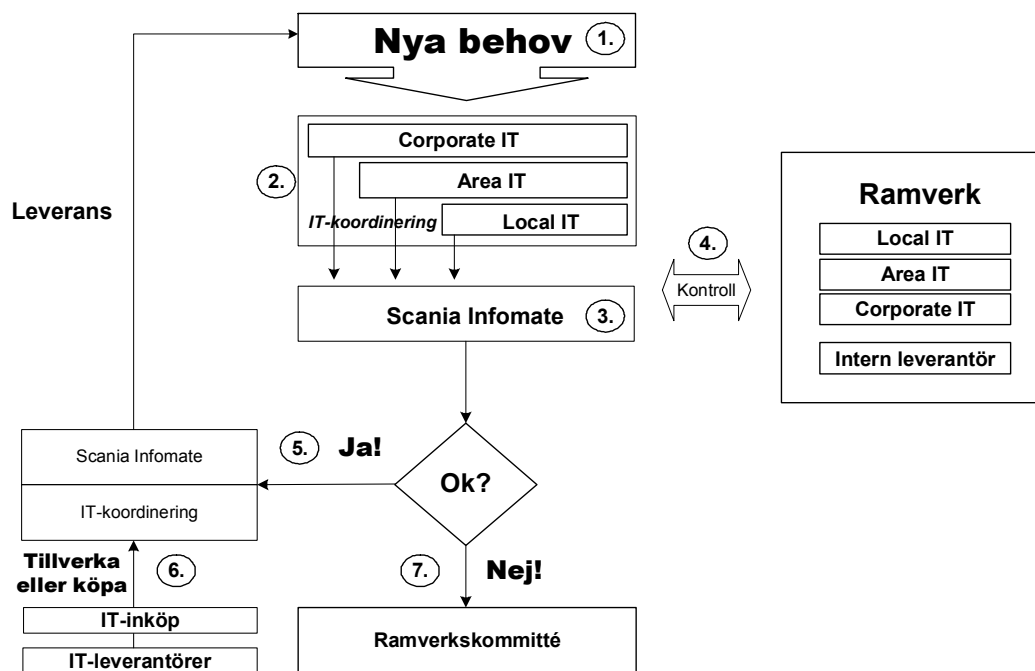 Nya behov
1.
Corporate IT
2.
Area IT
IT-koordinering
Local IT
Leverans
Ramverk
Local IT
Area IT
Corporate IT
Intern leverantör
4.
Kontroll
Scania Infomate
3.
Ok?
5.
Ja!
Scania Infomate
IT-koordinering
Tillverka
eller köpa
6.
IT-inköp
IT-leverantörer
7.
Nej!
Ramverkskommitté